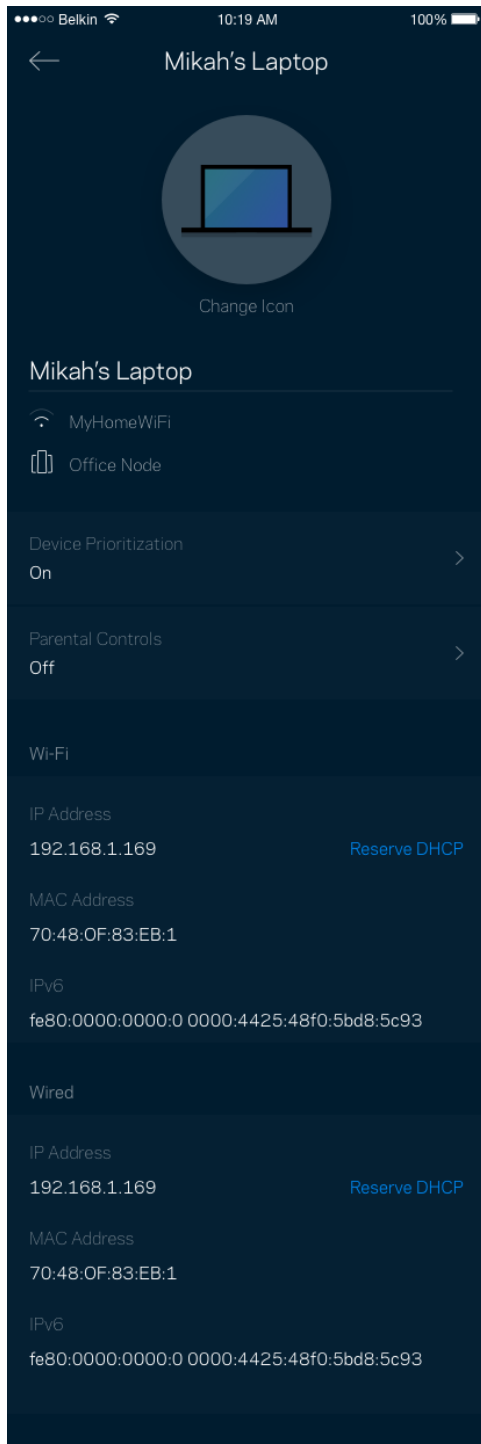 Belkin 10:19 AM 100%
Mikah's Laptop
Change Icon
Mikah's Laptop
MyHomeWiFi
Office Node
Device Prioritization
On
Parental Controls
Off
Wi-Fi
IP Address
192.168.1.169 Reserve DHCP
MAC Address
70:48:0F:83:EB:1
IPv6
fe80:0000:0000:0 0000:4425:48f0:5bd8:5c93
Wired
IP Address
192.168.1.169 Reserve DHCP
MAC Address
70:48:0F:83:EB:1
IPv6
fe80:0000:0000:0 0000:4425:48f0:5bd8:5c93